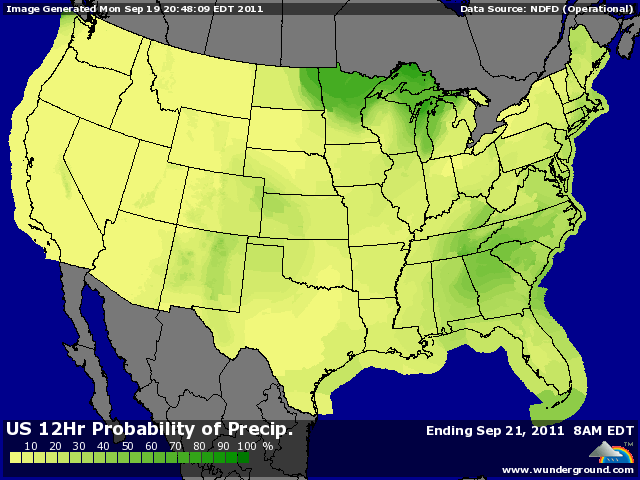 Image Generated Mon Sep 19 20:48:09 EDT 2011
Data Source: NDFD (Operational)
US 12Hr Probability of Precip.
10 20 30 40 50 60 70 80 90 100 %
Ending Sep 21, 2011 8AM EDT
TM
www.wunderground.com